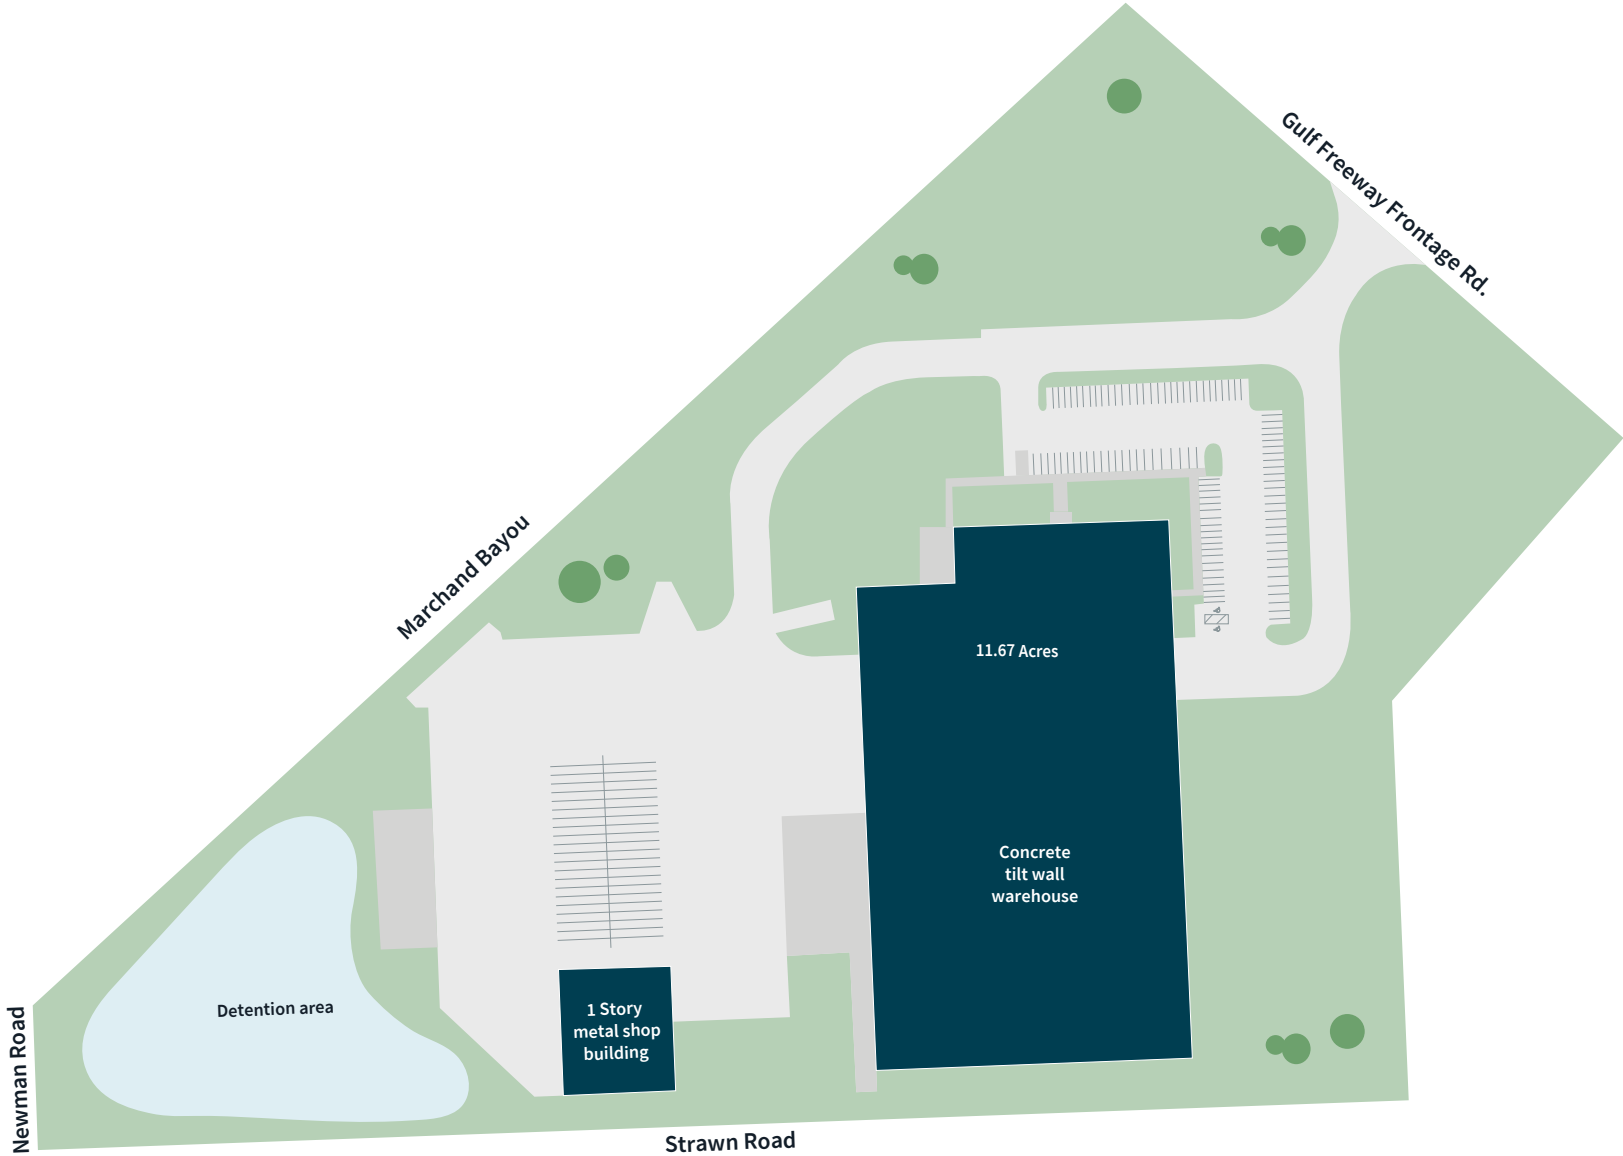 Gulf Freeway Frontage Rd.
Marchand Bayou
11.67 Acres
Concrete
tilt wall
warehouse
Detention area
1 Story
metal shop
building
Newman Road
Strawn Road